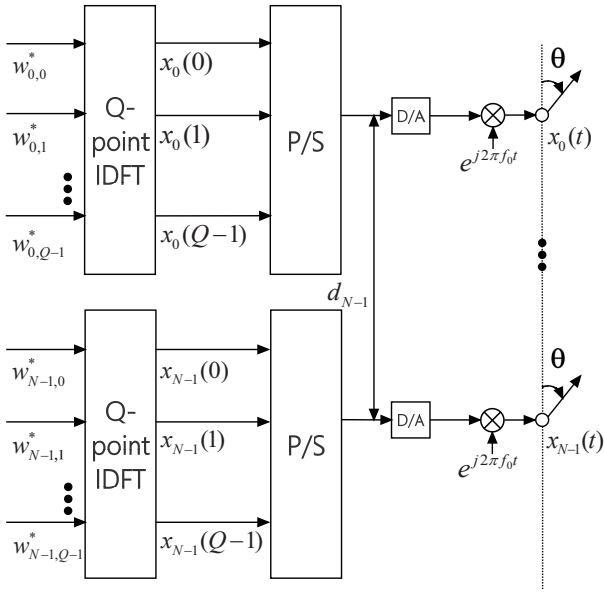 w*_{0,0}
x_0(0)
w*_{0,1}
x_0(1)
w*_{0,Q-1}
x_0(Q-1)
Q-
point
IDFT
P/S
D/A
e^{j2πf_0t}
θ
x_0(t)
d_{N-1}
w*_{N-1,0}
x_{N-1}(0)
w*_{N-1,1}
x_{N-1}(1)
w*_{N-1,Q-1}
x_{N-1}(Q-1)
Q-
point
IDFT
P/S
D/A
e^{j2πf_0t}
θ
x_{N-1}(t)